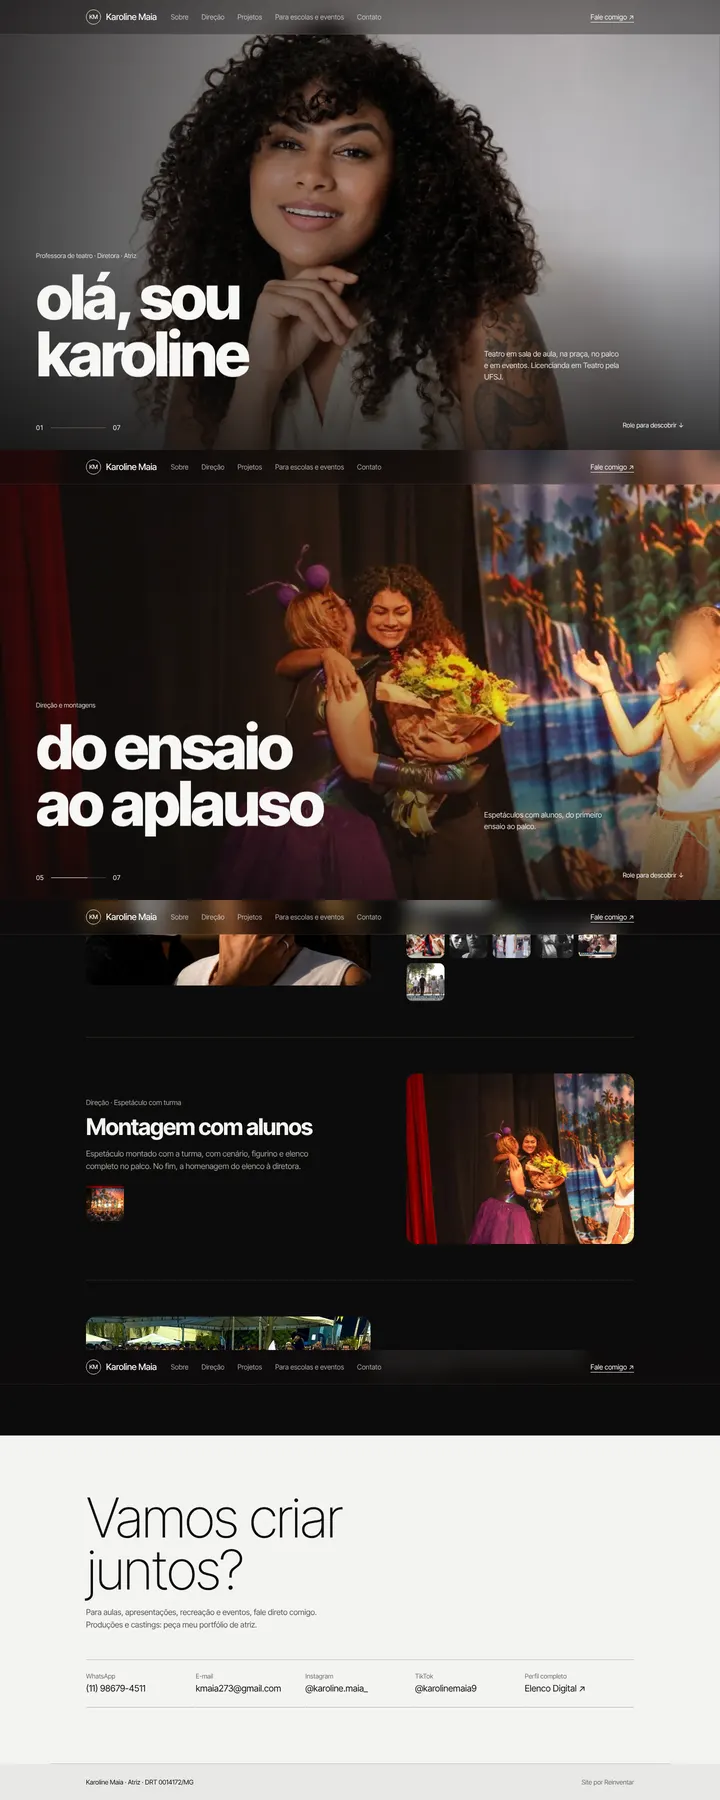 KM Karoline Maia Sobre Direção Projetos Para escolas e eventos Contato Fale comigo ↗
Professora de teatro · Diretora · Atriz
olá, sou
karoline
Teatro em sala de aula, na praça, no palco
e em eventos. Licencianda em Teatro pela
UFSJ.
01 07
Role para descobrir ↓
KM Karoline Maia Sobre Direção Projetos Para escolas e eventos Contato Fale comigo ↗
Direção e montagens
do ensaio
ao aplauso
Espetáculos com alunos, do primeiro
ensaio ao palco.
05 07
Role para descobrir ↓
KM Karoline Maia Sobre Direção Projetos Para escolas e eventos Contato Fale comigo ↗
Direção · Espetáculo com turma
Montagem com alunos
Espetáculo montado com a turma, com cenário, figurino e elenco
completo no palco. No fim, a homenagem do elenco à diretora.
KM Karoline Maia Sobre Direção Projetos Para escolas e eventos Contato Fale comigo ↗
Vamos criar
juntos?
Para aulas, apresentações, recreação e eventos, fale direto comigo.
Produções e castings: peça meu portfólio de atriz.
WhatsApp E-mail Instagram TikTok Perfil completo
(11) 98679-4511 kmaia273@gmail.com @karoline.maia_ @karolinemaia9 Elenco Digital ↗
Karoline Maia · Atriz · DRT 0014172/MG Site por Reinventar